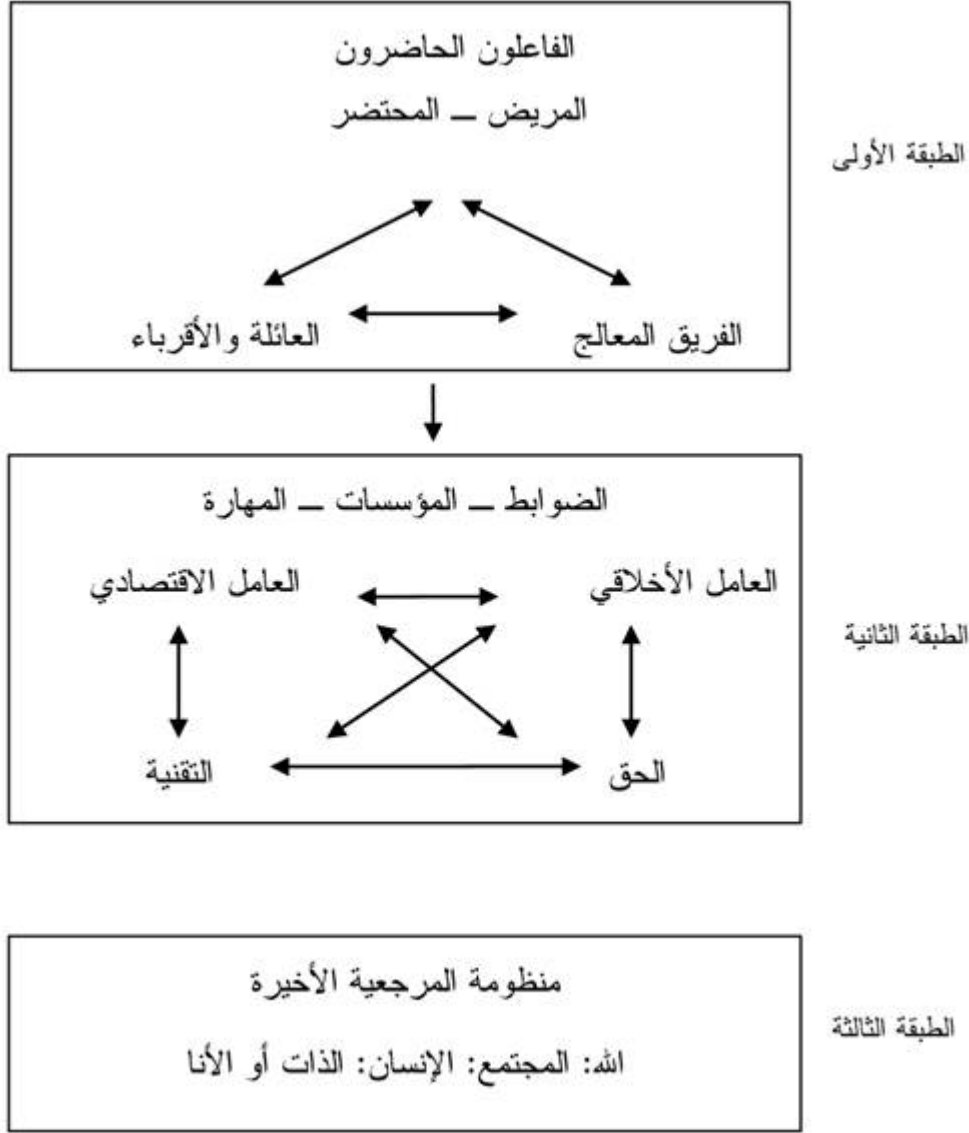 الفاعلون الحاضرون
المريض ـ المحتضر
الطبقة الأولى
الفريق المعالج
العائلة والأقرباء
الضوابط ـ المؤسسات ـ المهارة
العامل الأخلاقي
العامل الاقتصادي
الطبقة الثانية
الحق
التقنية
منظومة المرجعية الأخيرة
الطبقة الثالثة
الله: المجتمع: الإنسان: الذات أو الأنا